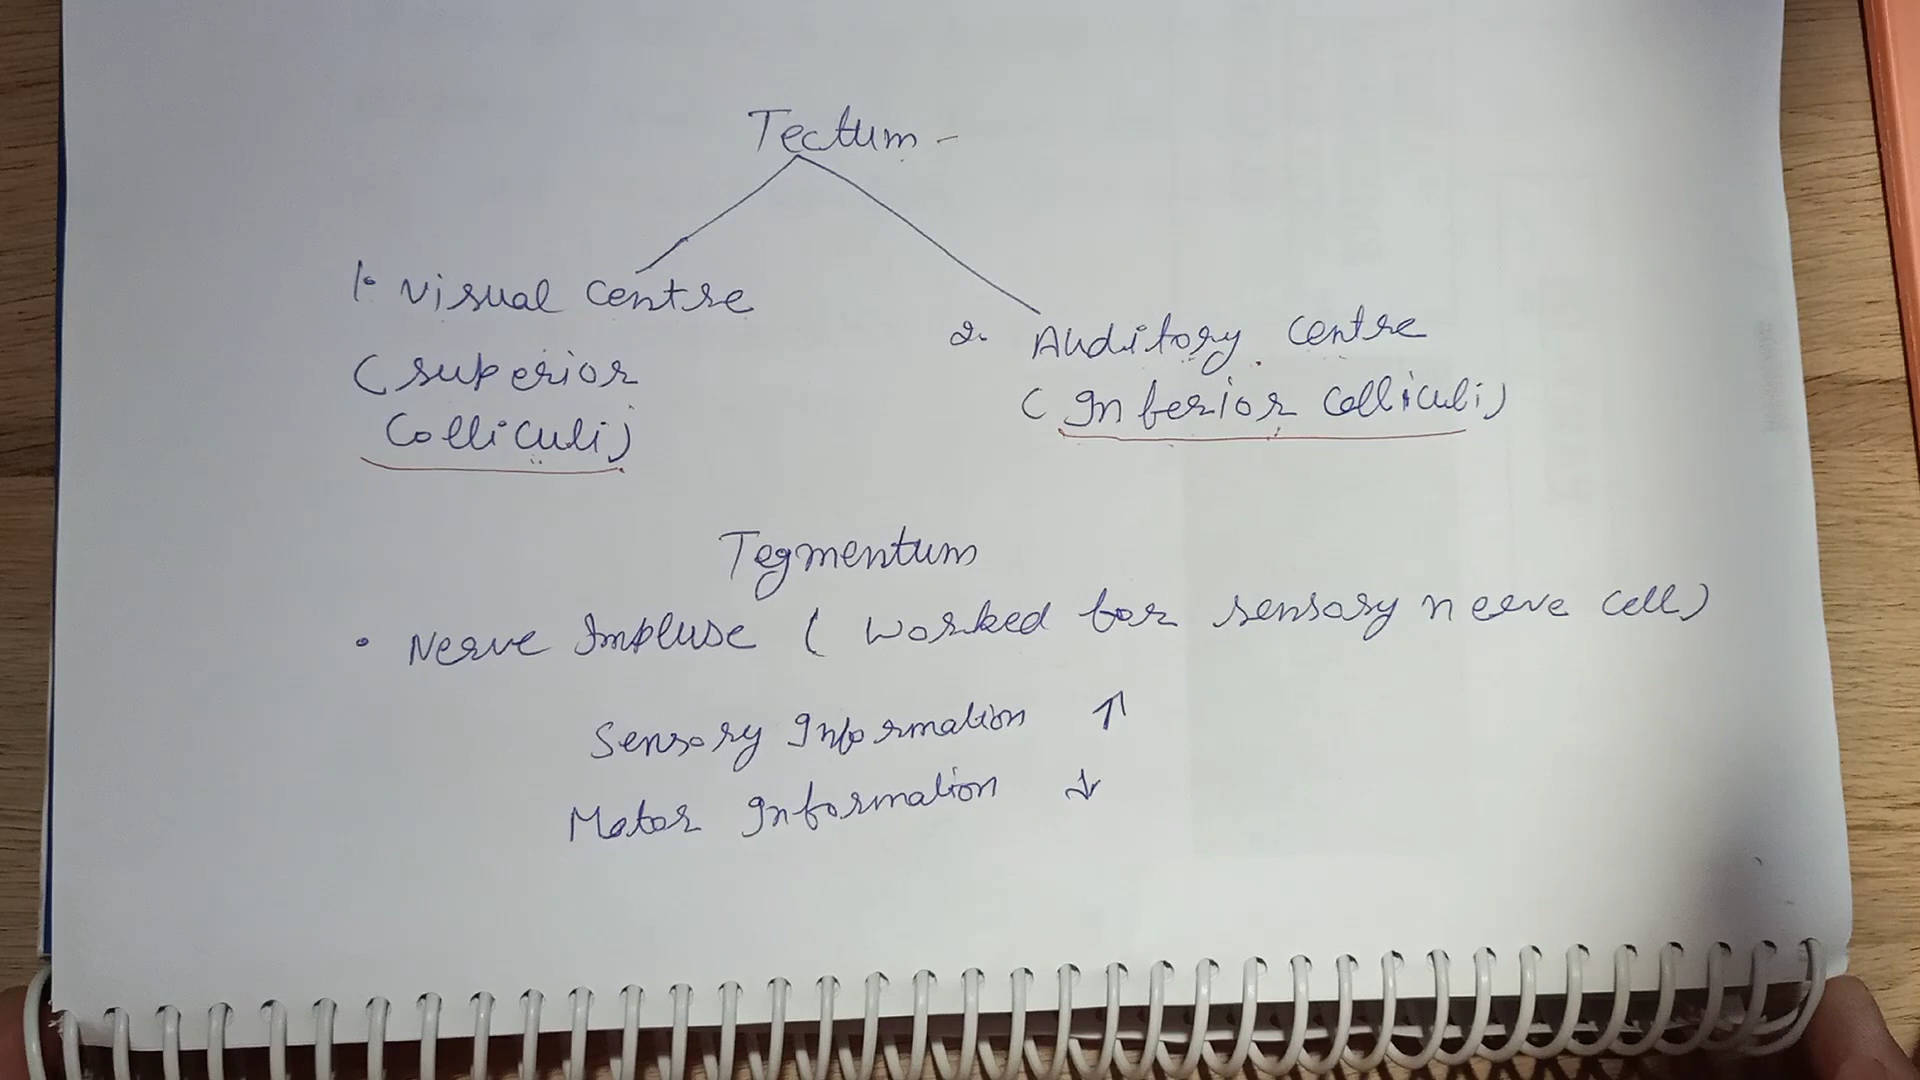 Tectum -
1. Visual Centre
(Superior
Colliculi)
2. Auditory Centre
(Inferior Colliculi)
Tegmentum
• Nerve Impluse (Worked for sensory nerve cell)
Sensory Information ↑
Motor Information ↓